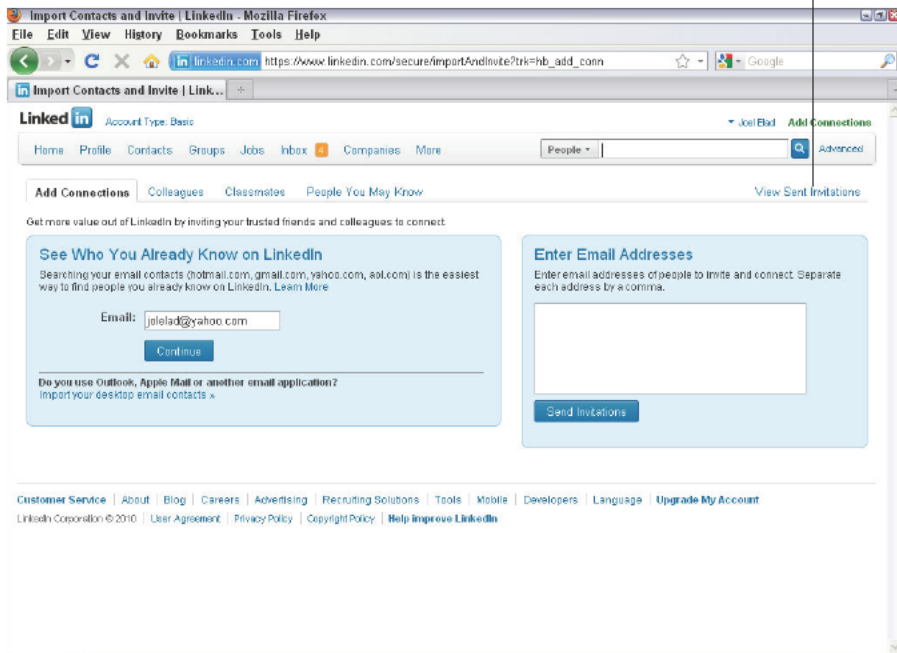 Import Contacts and Invite | LinkedIn - Mozilla Firefox
File Edit View History Bookmarks Tools Help
linkedin.com https://www.linkedin.com/secure/importAndInvite?trk=hb_add_conn Google
Import Contacts and Invite | Link...
Linked in Account Type: Basic Joel Elad Add Connections
Home Profile Contacts Groups Jobs Inbox 4 Companies More People Advanced
Add Connections Colleagues Classmates People You May Know View Sent Invitations
Get more value out of LinkedIn by inviting your trusted friends and colleagues to connect.
See Who You Already Know on LinkedIn
Searching your email contacts (hotmail.com, gmail.com, yahoo.com, aol.com) is the easiest
way to find people you already know on LinkedIn. Learn More
Email: jolelad@yahoo.com
Continue
Do you use Outlook, Apple Mail or another email application?
Import your desktop email contacts »
Enter Email Addresses
Enter email addresses of people to invite and connect. Separate
each address by a comma.
Send Invitations
Customer Service | About | Blog | Careers | Advertising | Recruiting Solutions | Tools | Mobile | Developers | Language | Upgrade My Account
LinkedIn Corporation © 2010 | User Agreement | Privacy Policy | Copyright Policy | Help improve LinkedIn